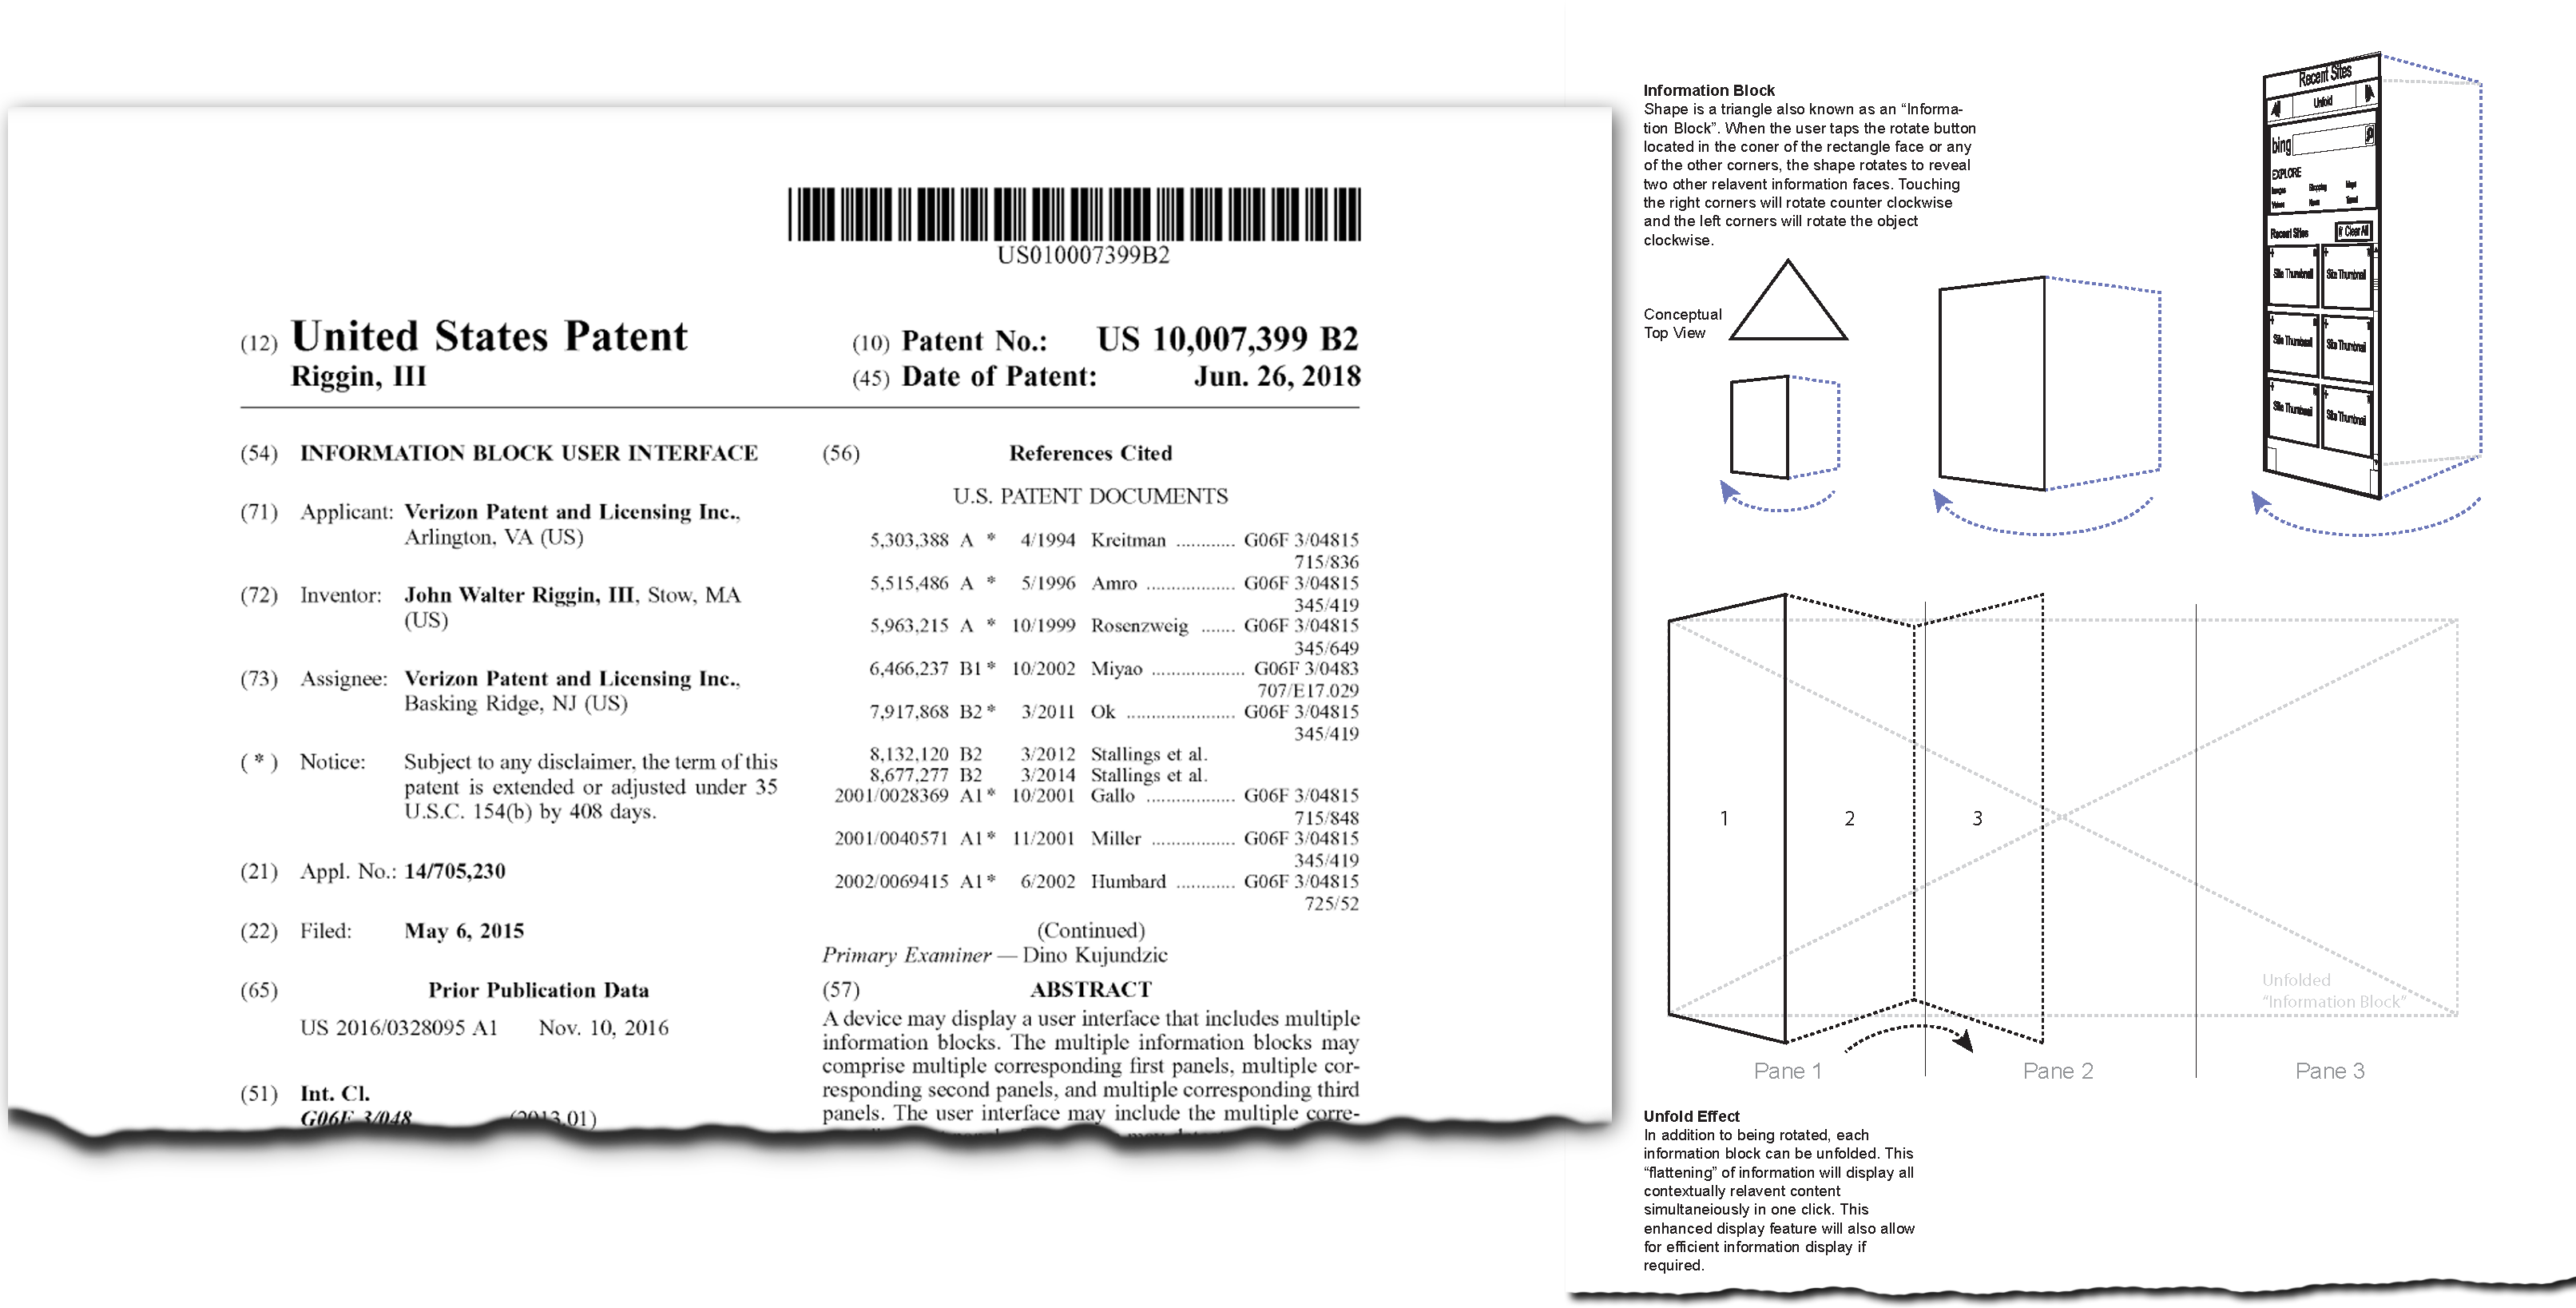 US010007399B2
(12) United States Patent
Riggin, III
(10) Patent No.: US 10,007,399 B2
(45) Date of Patent: Jun. 26, 2018
(54) INFORMATION BLOCK USER INTERFACE
(71) Applicant: Verizon Patent and Licensing Inc.,
Arlington, VA (US)
(72) Inventor: John Walter Riggin, III, Stow, MA
(US)
(73) Assignee: Verizon Patent and Licensing Inc.,
Basking Ridge, NJ (US)
( * ) Notice: Subject to any disclaimer, the term of this
patent is extended or adjusted under 35
U.S.C. 154(b) by 408 days.
(21) Appl. No.: 14/705,230
(22) Filed: May 6, 2015
(65) Prior Publication Data
US 2016/0328095 A1 Nov. 10, 2016
(51) Int. Cl.
G06F 3/048 (2013.01)
(56) References Cited
U.S. PATENT DOCUMENTS
5,303,388 A * 4/1994 Kreitman ........... G06F 3/04815
715/836
5,515,486 A * 5/1996 Amro ................ G06F 3/04815
345/419
5,963,215 A * 10/1999 Rosenzweig ...... G06F 3/04815
345/649
6,466,237 B1 * 10/2002 Miyao ................. G06F 3/0483
707/E17.029
7,917,868 B2 * 3/2011 Ok .................... G06F 3/04815
345/419
8,132,120 B2 3/2012 Stallings et al.
8,677,277 B2 3/2014 Stallings et al.
2001/0028369 A1 * 10/2001 Gallo ................ G06F 3/04815
715/848
2001/0040571 A1 * 11/2001 Miller ............... G06F 3/04815
345/419
2002/0069415 A1 * 6/2002 Humbard ........... G06F 3/04815
725/52
(Continued)
Primary Examiner — Dino Kujundzic
(57) ABSTRACT
A device may display a user interface that includes multiple
information blocks. The multiple information blocks may
comprise multiple corresponding first panels, multiple cor-
responding second panels, and multiple corresponding third
panels. The user interface may include the multiple corre-
Information Block
Shape is a triangle also known as an “Informa-
tion Block”. When the user taps the rotate button
located in the coner of the rectangle face or any
of the other corners, the shape rotates to reveal
two other relavent information faces. Touching
the right corners will rotate counter clockwise
and the left corners will rotate the object
clockwise.
Conceptual
Top View
Recent Sites
Unfold
bing
EXPLORE
Images Shopping Maps
Videos News Travel
Recent Sites Clear All
Site Thumbnail Site Thumbnail
Site Thumbnail Site Thumbnail
Site Thumbnail Site Thumbnail
1 2 3
Unfolded
“Information Block”
Pane 1 Pane 2 Pane 3
Unfold Effect
In addition to being rotated, each
information block can be unfolded. This
“flattening” of information will display all
contextually relavent content
simultaneiously in one click. This
enhanced display feature will also allow
for efficient information display if
required.